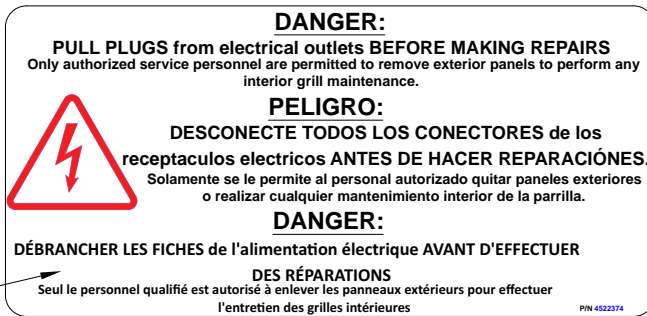 DANGER:
PULL PLUGS from electrical outlets BEFORE MAKING REPAIRS
Only authorized service personnel are permitted to remove exterior panels to perform any
interior grill maintenance.
PELIGRO:
DESCONECTE TODOS LOS CONECTORES de los
receptaculos electricos ANTES DE HACER REPARACIÓNES.
Solamente se le permite al personal autorizado quitar paneles exteriores
o realizar cualquier mantenimiento interior de la parrilla.
DANGER:
DÉBRANCHER LES FICHES de l'alimentation électrique AVANT D'EFFECTUER
DES RÉPARATIONS
Seul le personnel qualifié est autorisé à enlever les panneaux extérieurs pour effectuer
l'entretien des grilles intérieures
P/N 4522374